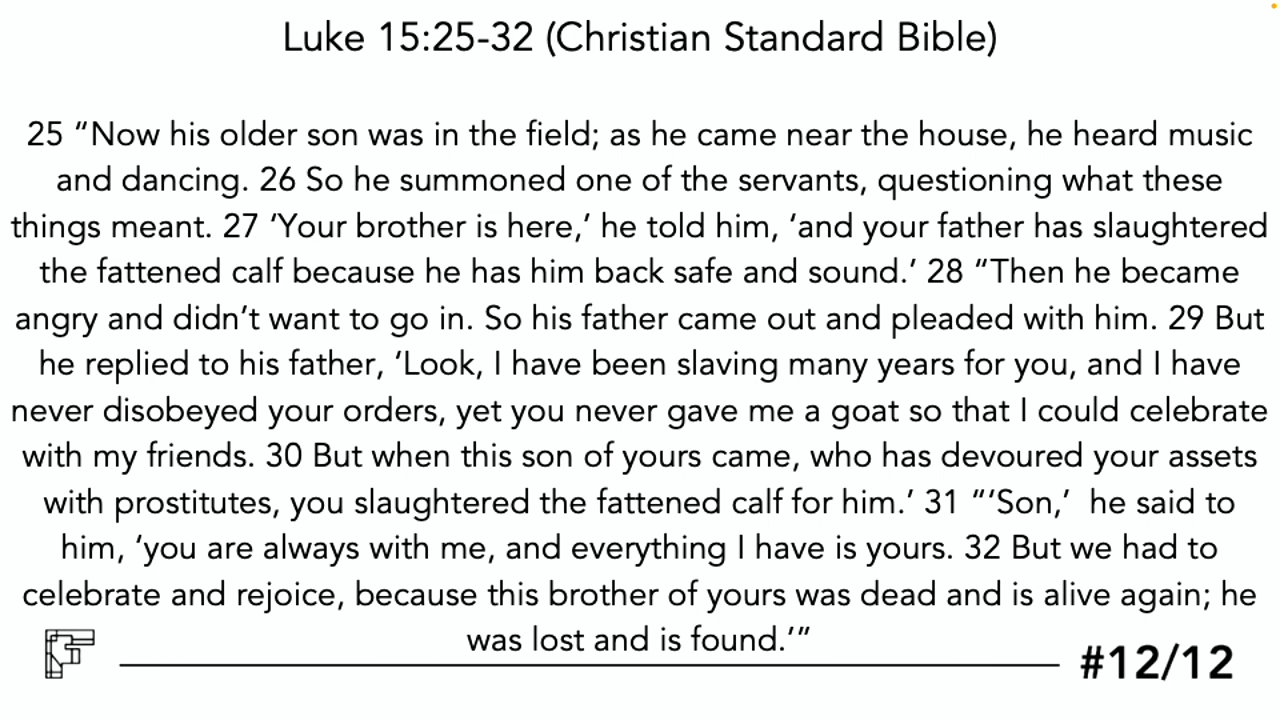 Luke 15:25-32 (Christian Standard Bible)
25 “Now his older son was in the field; as he came near the house, he heard music
and dancing. 26 So he summoned one of the servants, questioning what these
things meant. 27 ‘Your brother is here,’ he told him, ‘and your father has slaughtered
the fattened calf because he has him back safe and sound.’ 28 “Then he became
angry and didn’t want to go in. So his father came out and pleaded with him. 29 But
he replied to his father, ‘Look, I have been slaving many years for you, and I have
never disobeyed your orders, yet you never gave me a goat so that I could celebrate
with my friends. 30 But when this son of yours came, who has devoured your assets
with prostitutes, you slaughtered the fattened calf for him.’ 31 “‘Son,’  he said to
him, ‘you are always with me, and everything I have is yours. 32 But we had to
celebrate and rejoice, because this brother of yours was dead and is alive again; he
was lost and is found.’”
#12/12